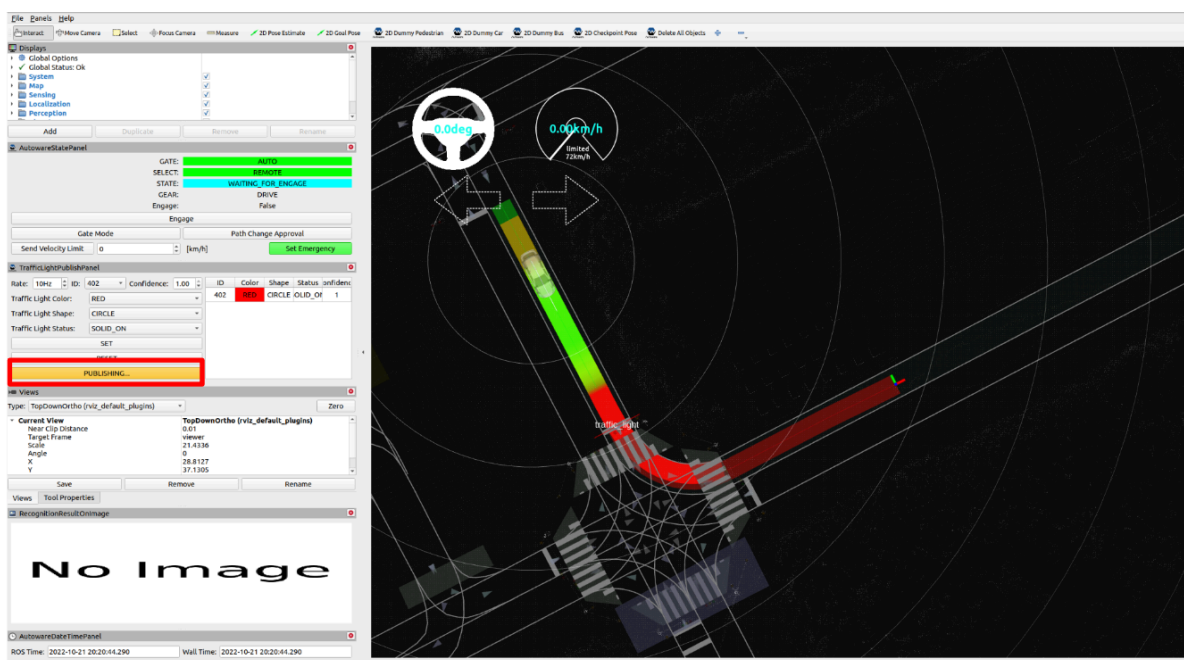 File Panels Help
Interact Move Camera Select Focus Camera Measure 2D Pose Estimate 2D Goal Pose 2D Dummy Pedestrian 2D Dummy Car 2D Dummy Bus 2D Checkpoint Pose Delete All Objects
Displays
Global Options
Global Status: Ok
System
Map
Sensing
Localization
Perception
Add Duplicate Remove Rename
AutowareStatePanel
GATE: AUTO
SELECT: REMOTE
STATE: WAITING_FOR_ENGAGE
GEAR: DRIVE
Engage: False
Engage
Gate Mode Path Change Approval
Send Velocity Limit 0 [km/h] Set Emergency
TrafficLightPublishPanel
Rate: 10Hz ID: 402 Confidence: 1.00
Traffic Light Color: RED
Traffic Light Shape: CIRCLE
Traffic Light Status: SOLID_ON
SET
RESET
PUBLISHING...
ID Color Shape Status onfidenc
402 RED CIRCLE OLID_Of 1
Views
Type: TopDownOrtho (rviz_default_plugins) Zero
Current View TopDownOrtho (rviz_default_plugins)
Near Clip Distance 0.01
Target Frame viewer
Scale 21.4336
Angle 0
X 28.8127
Y 37.1305
Save Remove Rename
Views Tool Properties
RecognitionResultOnImage
No Image
AutowareDateTimePanel
ROS Time: 2022-10-21 20:20:44.290 Wall Time: 2022-10-21 20:20:44.290
0.0deg
0.00km/h
limited
72km/h
traffic_light